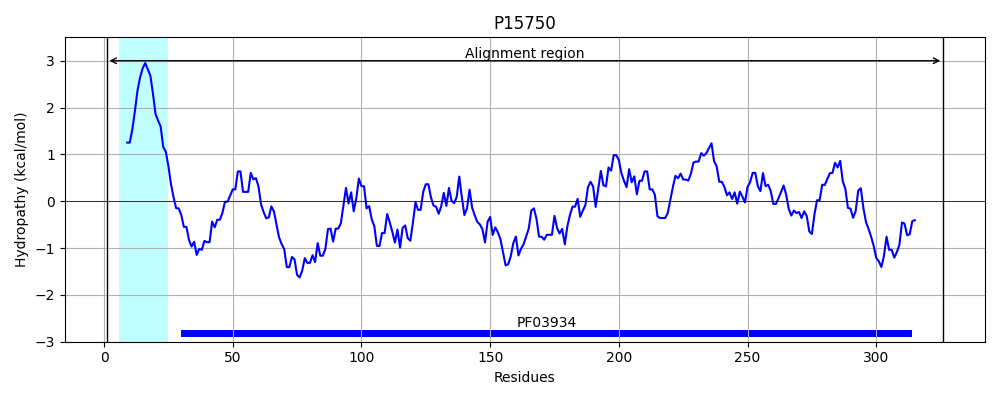 P15750
Alignment region
Hydropathy (kcal/mol)
3
2
1
0
−1
−2
−3
PF03934
0 50 100 150 200 250 300
Residues